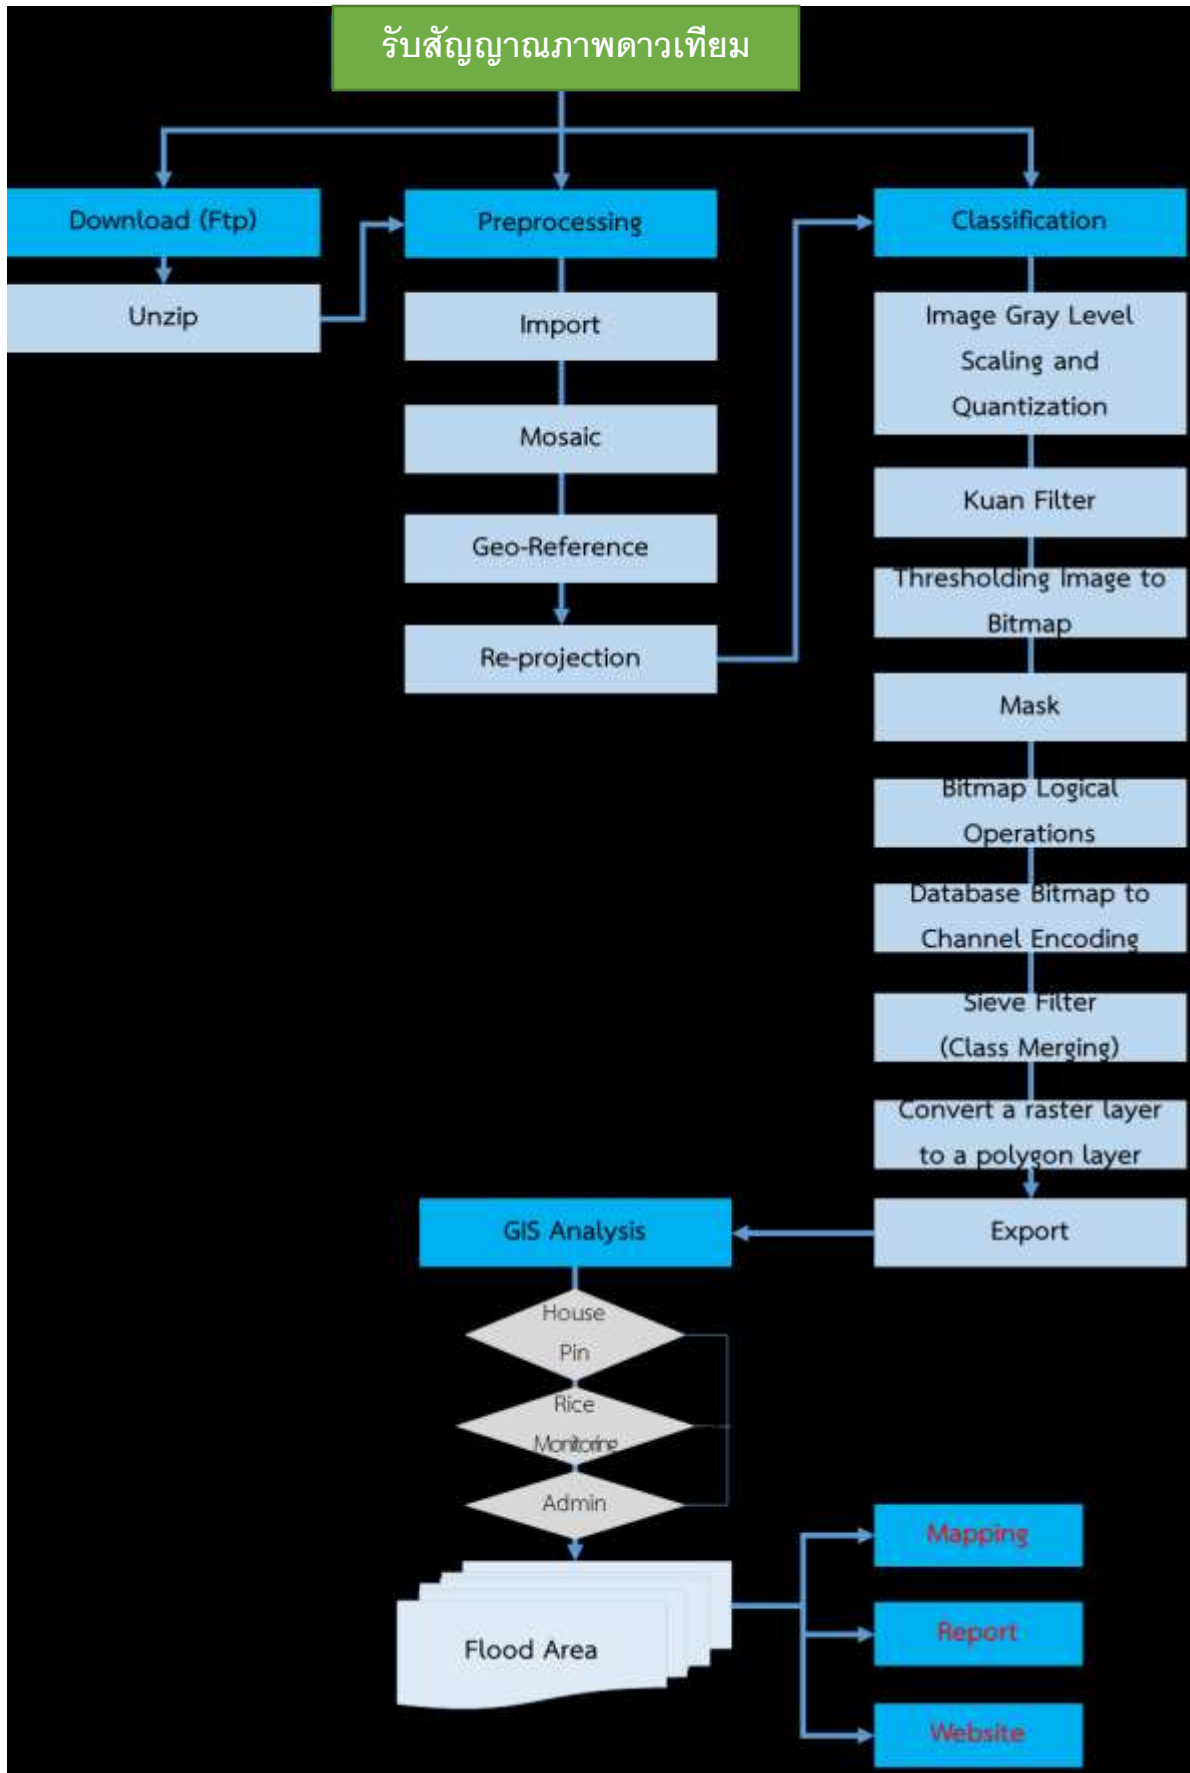 รับสัญญาณภาพดาวเทียม
Download (Ftp)
Unzip
Preprocessing
Import
Mosaic
Geo-Reference
Re-projection
Classification
Image Gray Level
Scaling and
Quantization
Kuan Filter
Thresholding Image to
Bitmap
Mask
Bitmap Logical
Operations
Database Bitmap to
Channel Encoding
Sieve Filter
(Class Merging)
Convert a raster layer
to a polygon layer
Export
GIS Analysis
House
Pin
Rice
Monitoring
Admin
Flood Area
Mapping
Report
Website